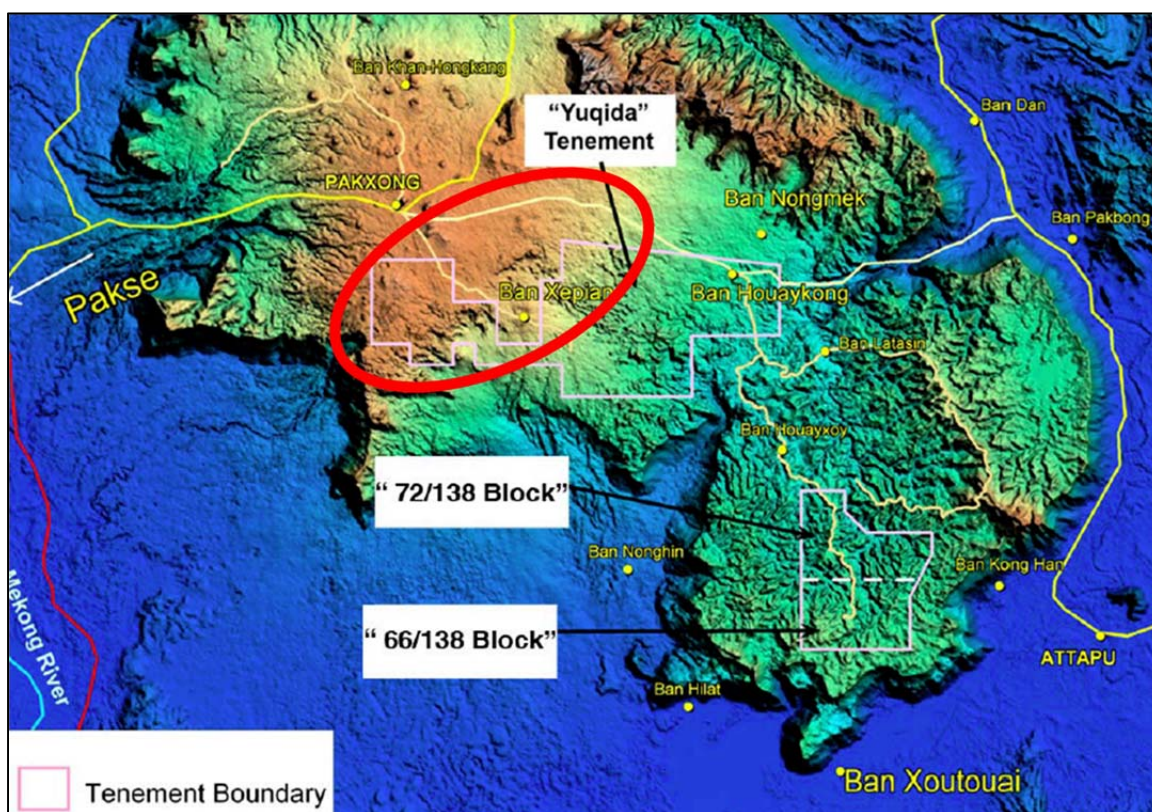 Ban Khan-Hongkang
"Yuqida"
Tenement
Ban Dan
PAKXONG
Ban Nongmek
Ban Pakbong
Pakse
Ban Xepian
Ban Houaykong
Ban Latasin
Ban Houayxoy
“ 72/138 Block”
Ban Nonghin
Ban Kong Han
Mekong River
“ 66/138 Block”
ATTAPU
Ban Hilat
Ban Xoutouai
Tenement Boundary